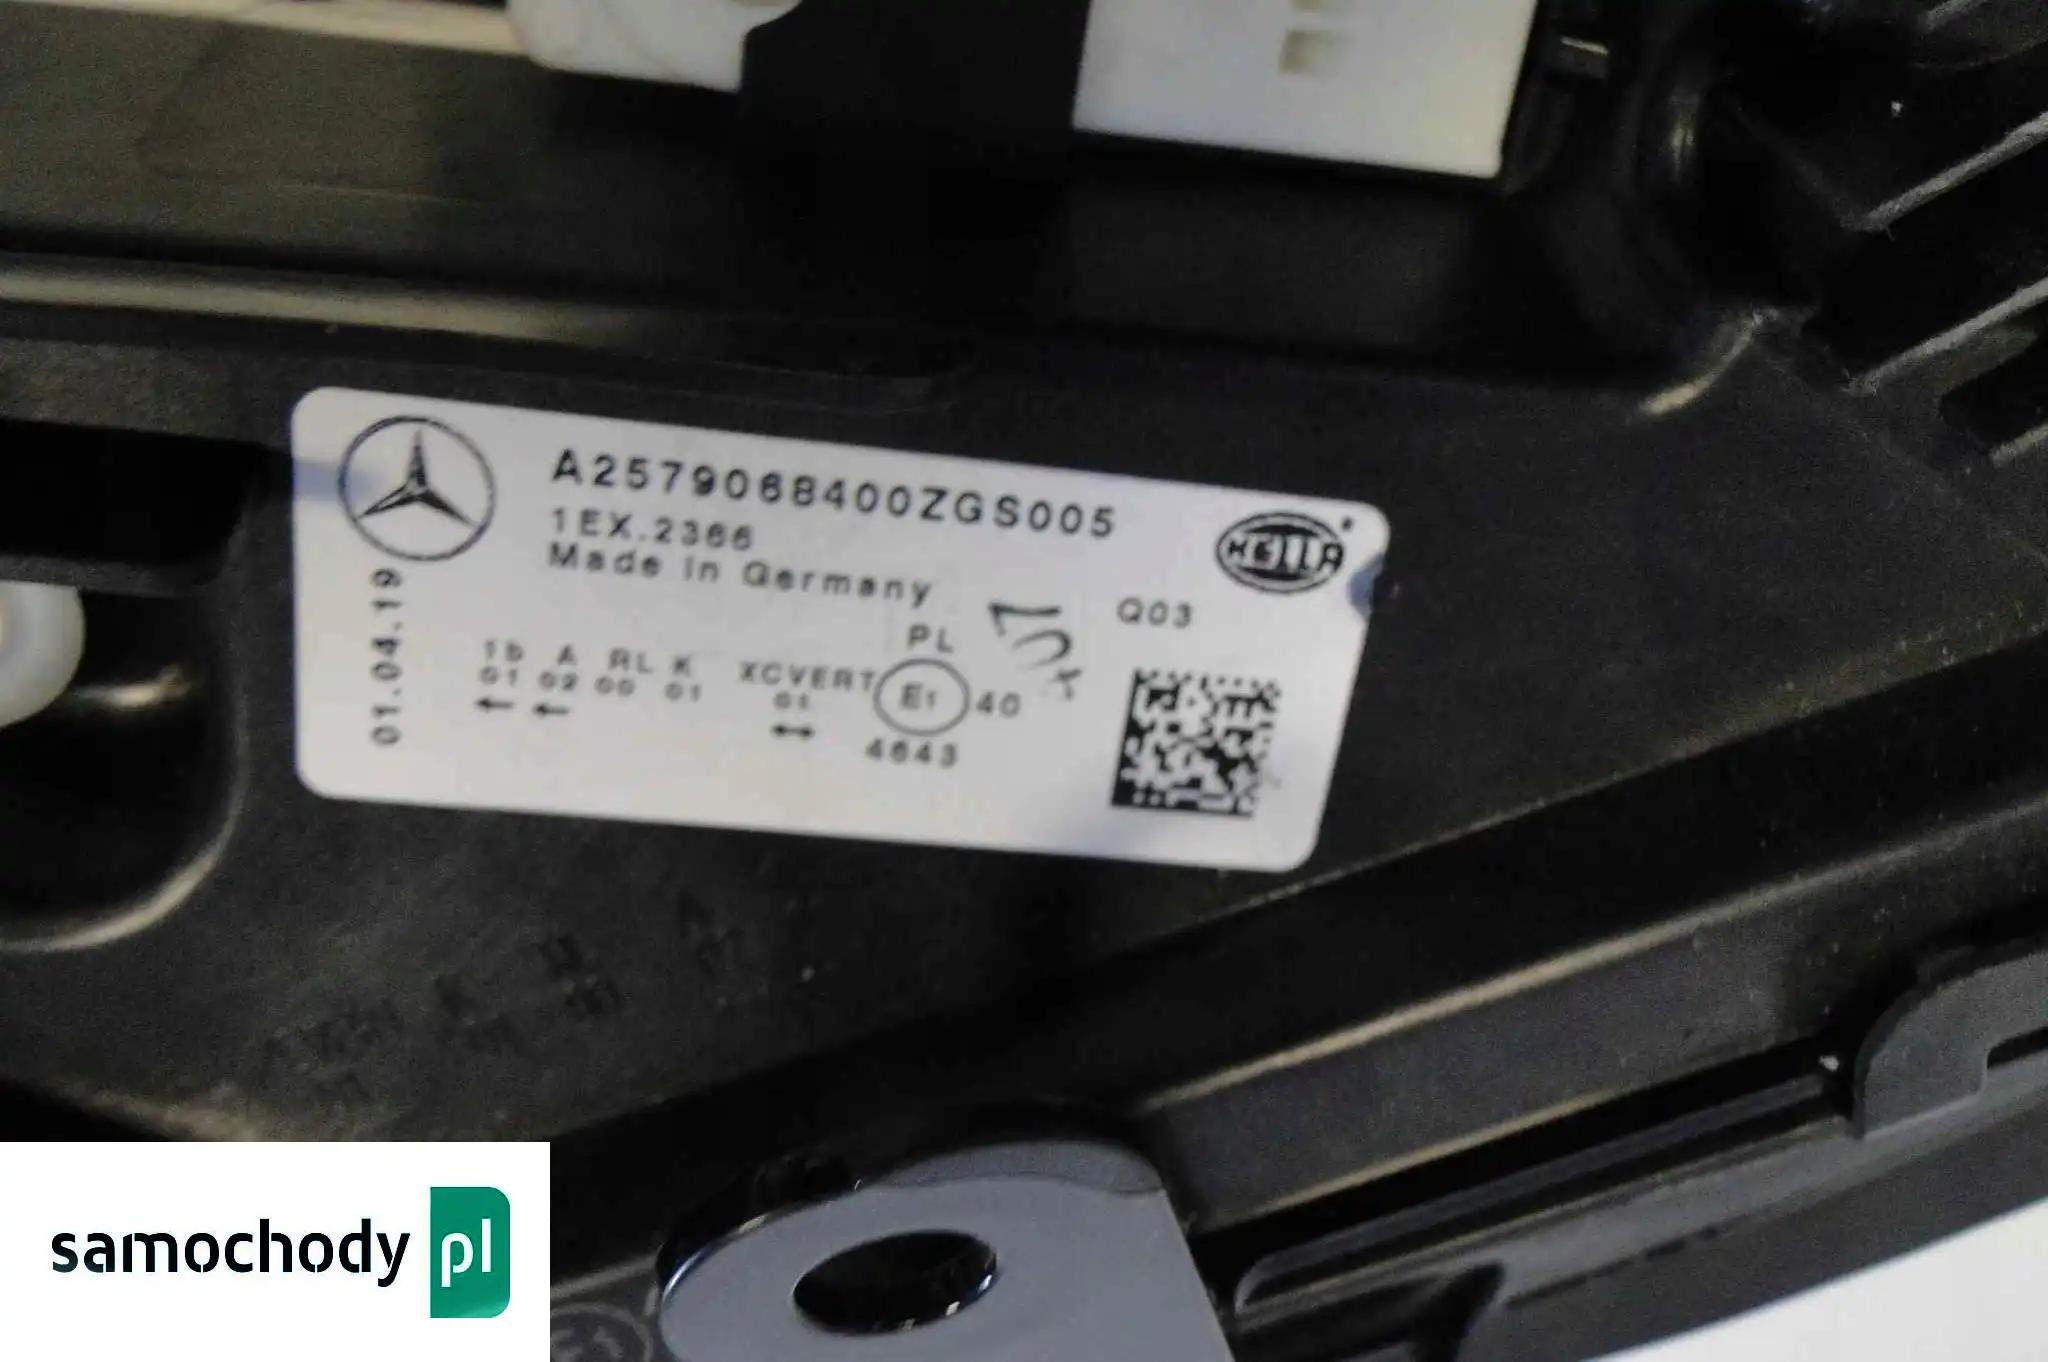 A2579068400ZGS005
1EX.2366
Made in Germany
HELLA
Q03
01.04.19
PL
1b A RL K XCVERT E1 40
01 02 00 01 01
← ← ↔
4643
samochody pl